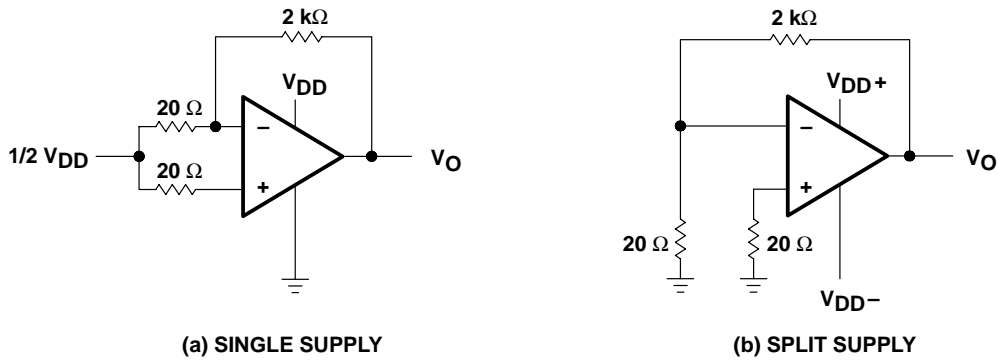 2 kΩ
VDD
20 Ω
−
1/2 VDD
VO
20 Ω
+
(a) SINGLE SUPPLY
2 kΩ
VDD+
−
VO
+
20 Ω
20 Ω
VDD−
(b) SPLIT SUPPLY